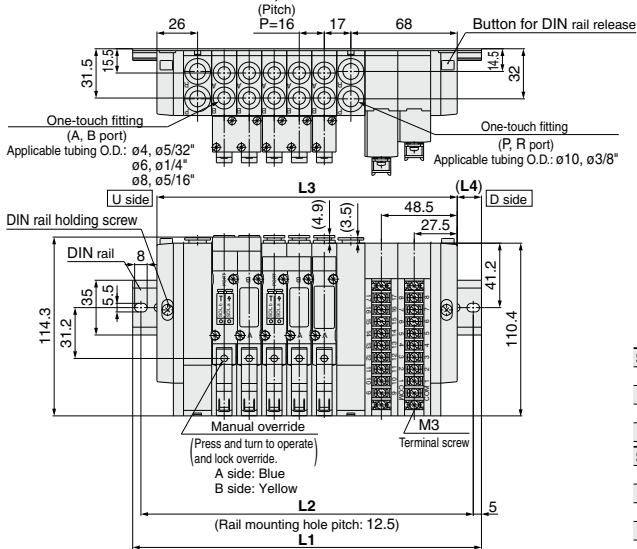 (Pitch)
26
P=16
17
68
Button for DIN rail release
31.5
15.5
14.5
32
One-touch fitting
(A, B port)
Applicable tubing O.D.: ø4, ø5/32"
ø6, ø1/4"
ø8, ø5/16"
One-touch fitting
(P, R port)
Applicable tubing O.D.: ø10, ø3/8"
U side
L3
(L4)
D side
DIN rail holding screw
(4.9)
(3.5)
48.5
27.5
DIN rail
8
35
5.5
114.3
31.2
41.2
110.4
Manual override
(Press and turn to operate
and lock override.)
A side: Blue
B side: Yellow
M3
Terminal screw
L2
5
(Rail mounting hole pitch: 12.5)
L1